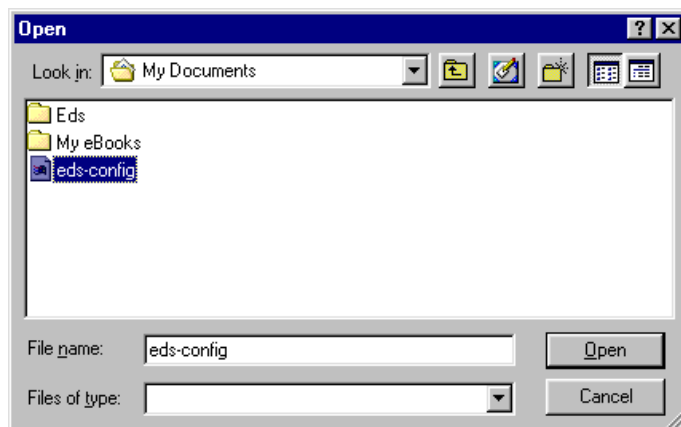 Open
Look in: My Documents
Eds
My eBooks
eds-config
File name: eds-config Open
Files of type: Cancel